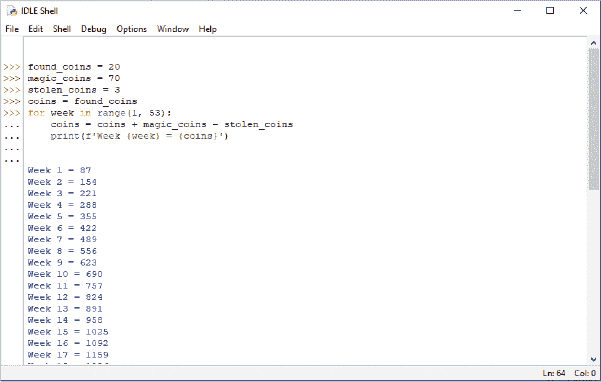 IDLE Shell
File Edit Shell Debug Options Window Help
>>> found_coins = 20
>>> magic_coins = 70
>>> stolen_coins = 3
>>> coins = found_coins
>>> for week in range(1, 53):
... coins = coins + magic_coins - stolen_coins
... print(f'Week {week} = {coins}')
...
...
Week 1 = 87
Week 2 = 154
Week 3 = 221
Week 4 = 288
Week 5 = 355
Week 6 = 422
Week 7 = 489
Week 8 = 556
Week 9 = 623
Week 10 = 690
Week 11 = 757
Week 12 = 824
Week 13 = 891
Week 14 = 958
Week 15 = 1025
Week 16 = 1092
Week 17 = 1159
Ln: 64 Col: 0